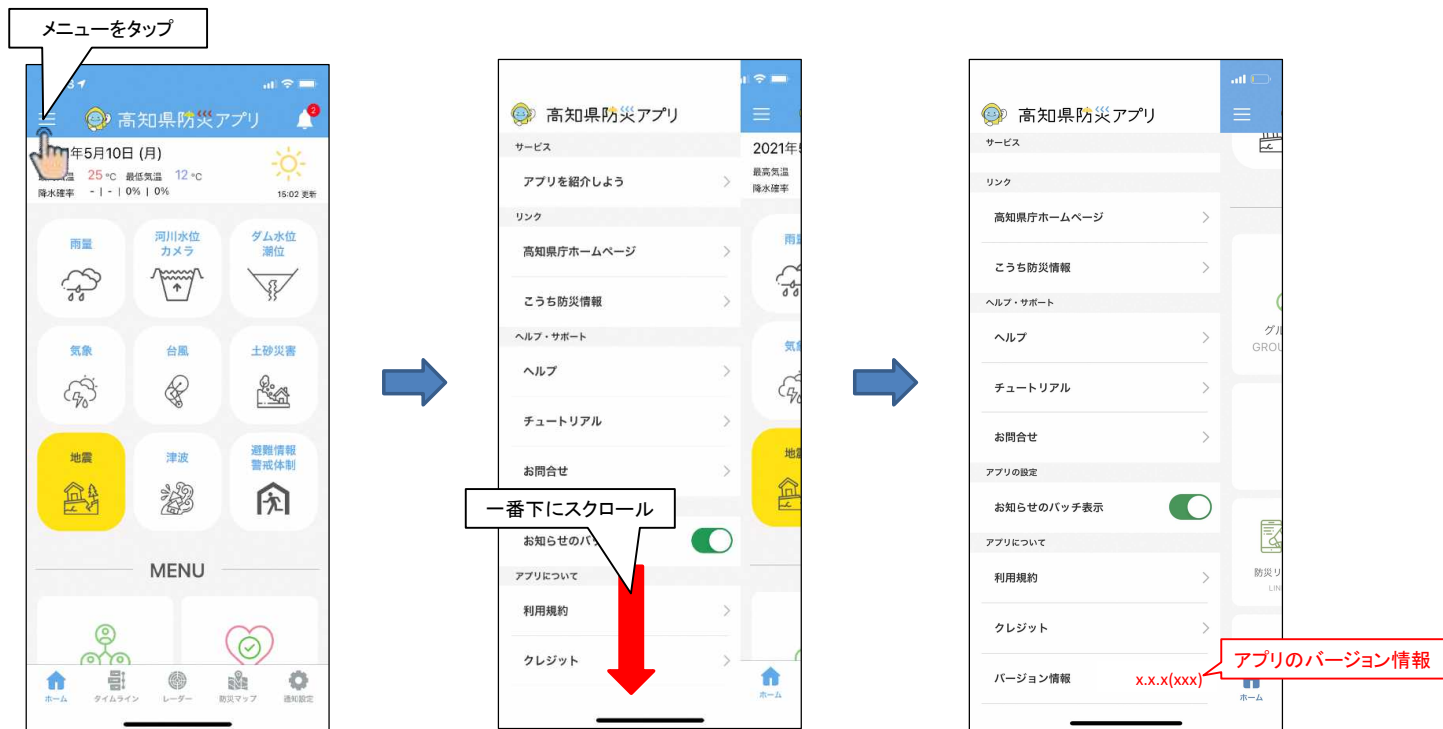 メニューをタップ
高知県防災アプリ
2
年5月10日 (月)
25 °C 最低気温 12 °C
降水確率 - | - | 0% | 0%
15:02 更新
雨量
河川水位
カメラ
ダム水位
潮位
気象
台風
土砂災害
地震
津波
避難情報
警戒体制
MENU
ホーム
タイムライン
レーダー
防災マップ
通知設定
高知県防災アプリ
サービス
アプリを紹介しよう
リンク
高知県庁ホームページ
こうち防災情報
ヘルプ・サポート
ヘルプ
チュートリアル
お問合せ
一番下にスクロール
お知らせのバッ
アプリについて
利用規約
クレジット
2021年5
最高気温
降水確率
雨量
気象
地震
ホーム
高知県防災アプリ
サービス
リンク
高知県庁ホームページ
こうち防災情報
ヘルプ・サポート
ヘルプ
チュートリアル
お問合せ
アプリの設定
お知らせのバッチ表示
アプリについて
利用規約
クレジット
バージョン情報 x.x.x(xxx)
アプリのバージョン情報
グル
GROU
防災リ
LIN
ホーム